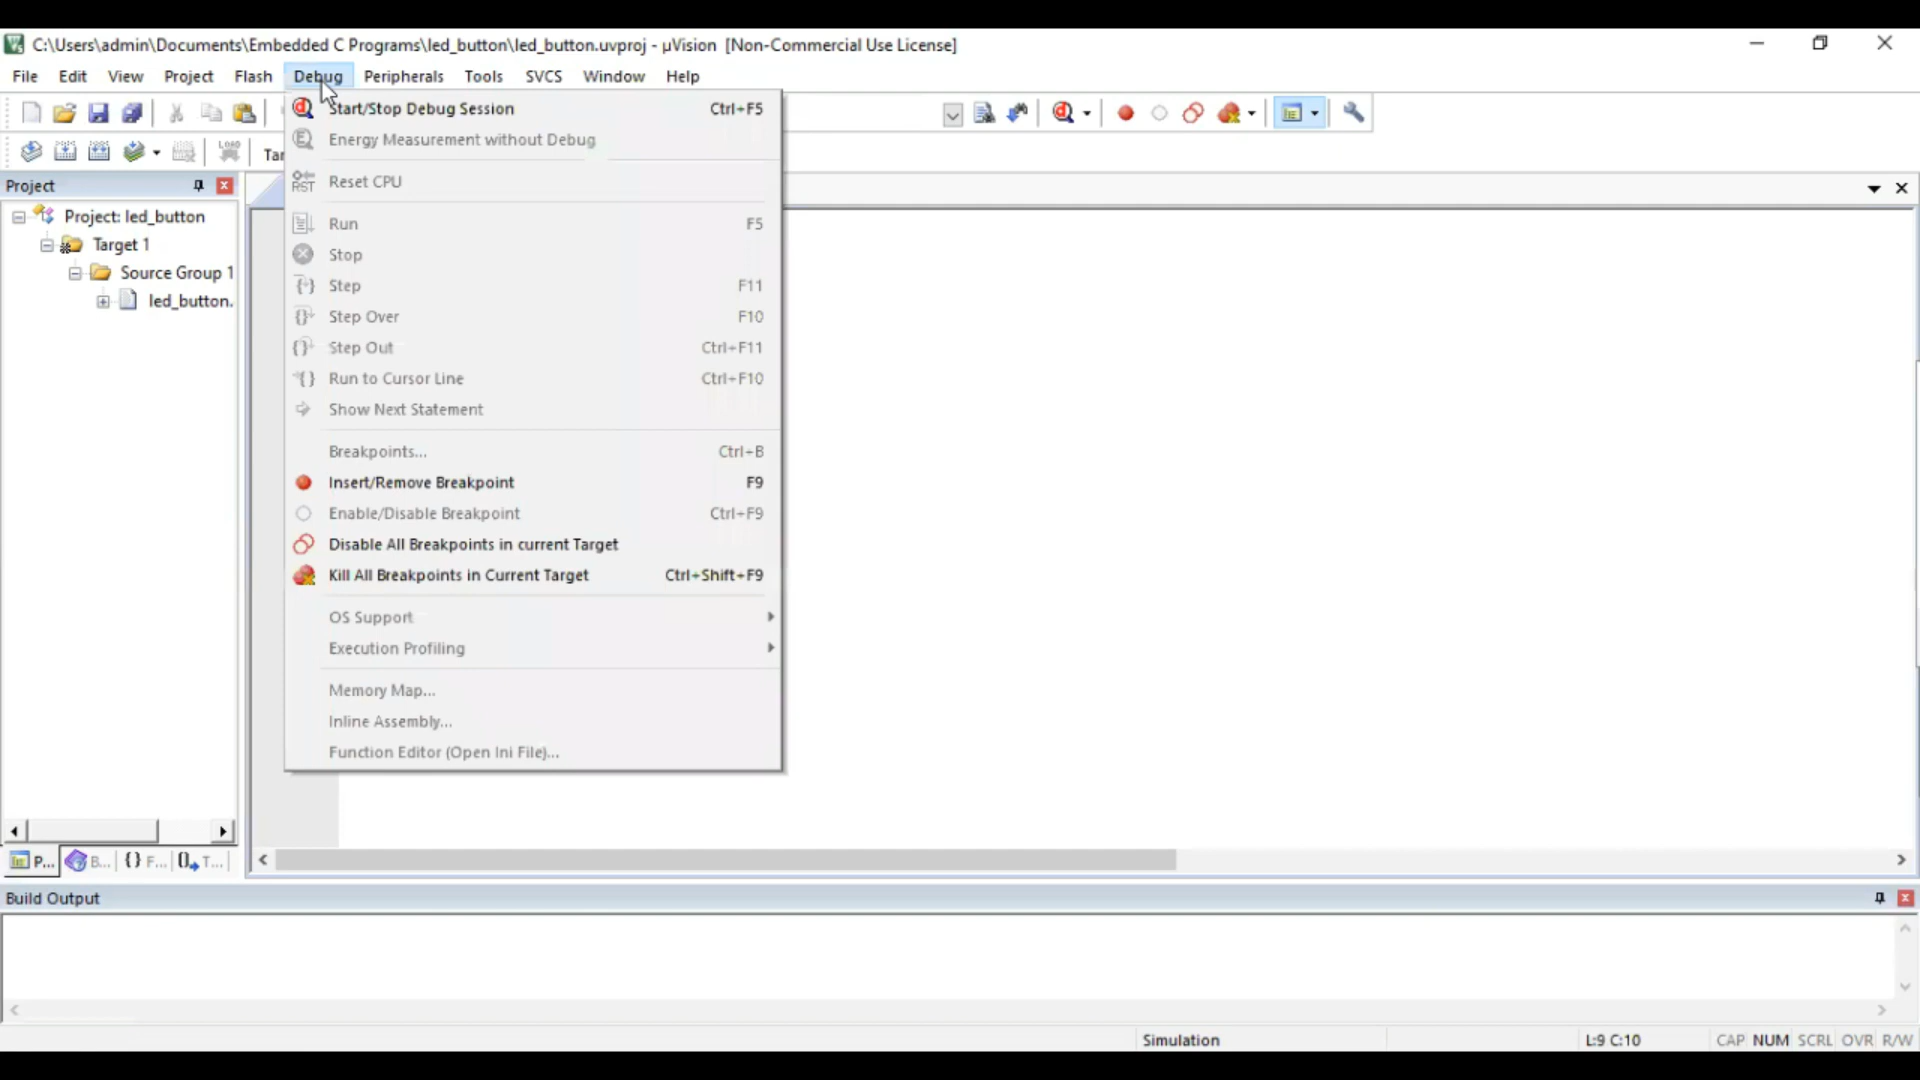 C:\Users\admin\Documents\Embedded C Programs\led_button\led_button.uvproj - µVision [Non-Commercial Use License]
File Edit View Project Flash Debug Peripherals Tools SVCS Window Help
Start/Stop Debug Session Ctrl+F5
Energy Measurement without Debug
LOAD Tar
Reset CPU
RST
Project
Project: led_button
Run F5
Target 1
Stop
Source Group 1
Step F11
led_button.
Step Over F10
Step Out Ctrl+F11
Run to Cursor Line Ctrl+F10
Show Next Statement
Breakpoints... Ctrl+B
Insert/Remove Breakpoint F9
Enable/Disable Breakpoint Ctrl+F9
Disable All Breakpoints in current Target
Kill All Breakpoints in Current Target Ctrl+Shift+F9
OS Support
Execution Profiling
Memory Map...
Inline Assembly...
Function Editor (Open Ini File)...
P... B... {} F... T...
Build Output
Simulation L:9 C:10 CAP NUM SCRL OVR R/W